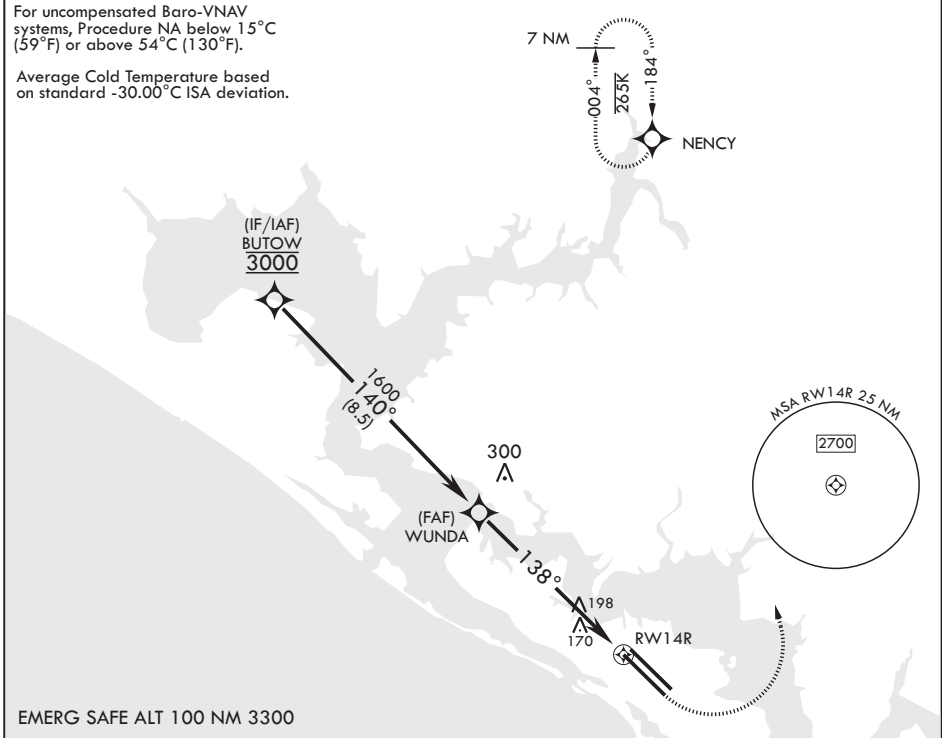 For uncompensated Baro-VNAV
systems, Procedure NA below 15°C
(59°F) or above 54°C (130°F).
Average Cold Temperature based
on standard -30.00°C ISA deviation.
7 NM
004°
265K
184°
NENCY
(IF/IAF)
BUTOW
3000
1600
140°
(8.5)
MSA RW14R 25 NM
2700
300
(FAF)
WUNDA
138°
198
170
RW14R
EMERG SAFE ALT 100 NM 3300